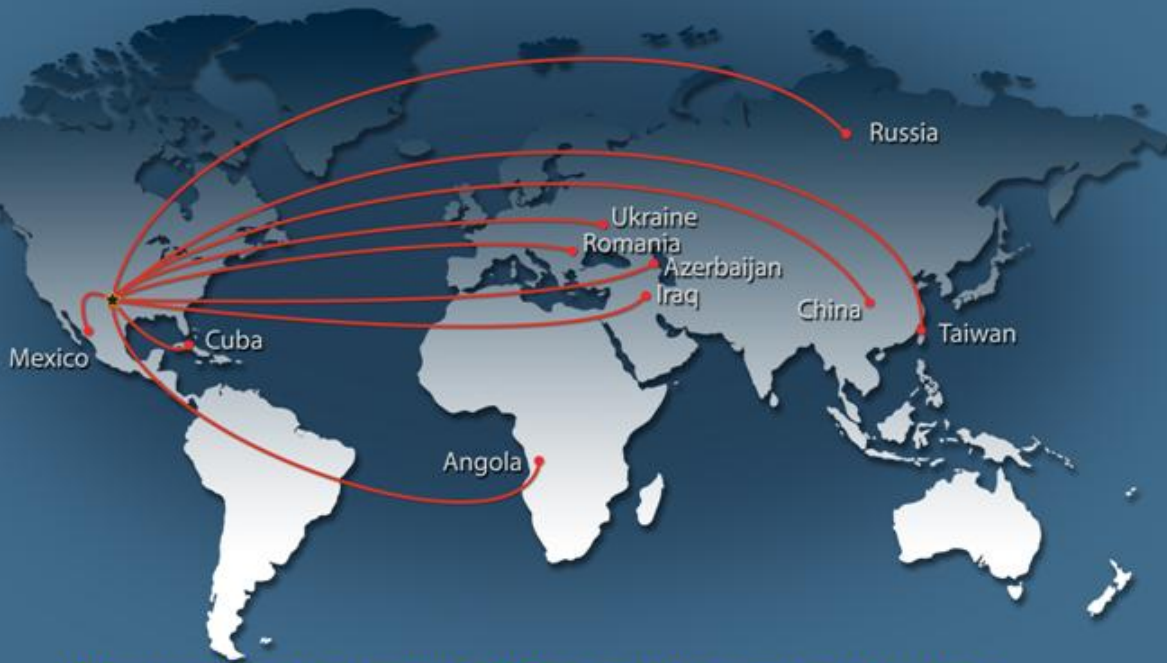 Russia
Ukraine
Romania
Azerbaijan
Iraq
China
Taiwan
Cuba
Mexico
Angola